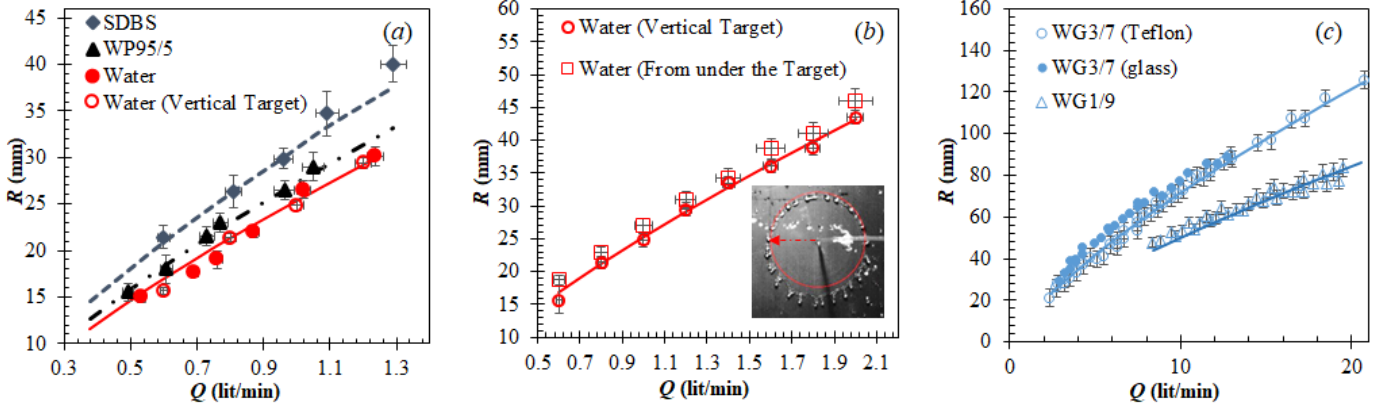 (a)
SDBS
WP95/5
Water
Water (Vertical Target)
R (mm)
45
40
35
30
25
20
15
10
0.3
0.5
0.7
0.9
1.1
1.3
Q (lit/min)
(b)
Water (Vertical Target)
Water (From under the Target)
R (mm)
60
55
50
45
40
35
30
25
20
15
10
0.5
0.7
0.9
1.1
1.3
1.5
1.7
1.9
2.1
Q (lit/min)
(c)
WG3/7 (Teflon)
WG3/7 (glass)
WG1/9
R (mm)
160
140
120
100
80
60
40
20
0
0
10
20
Q (lit/min)